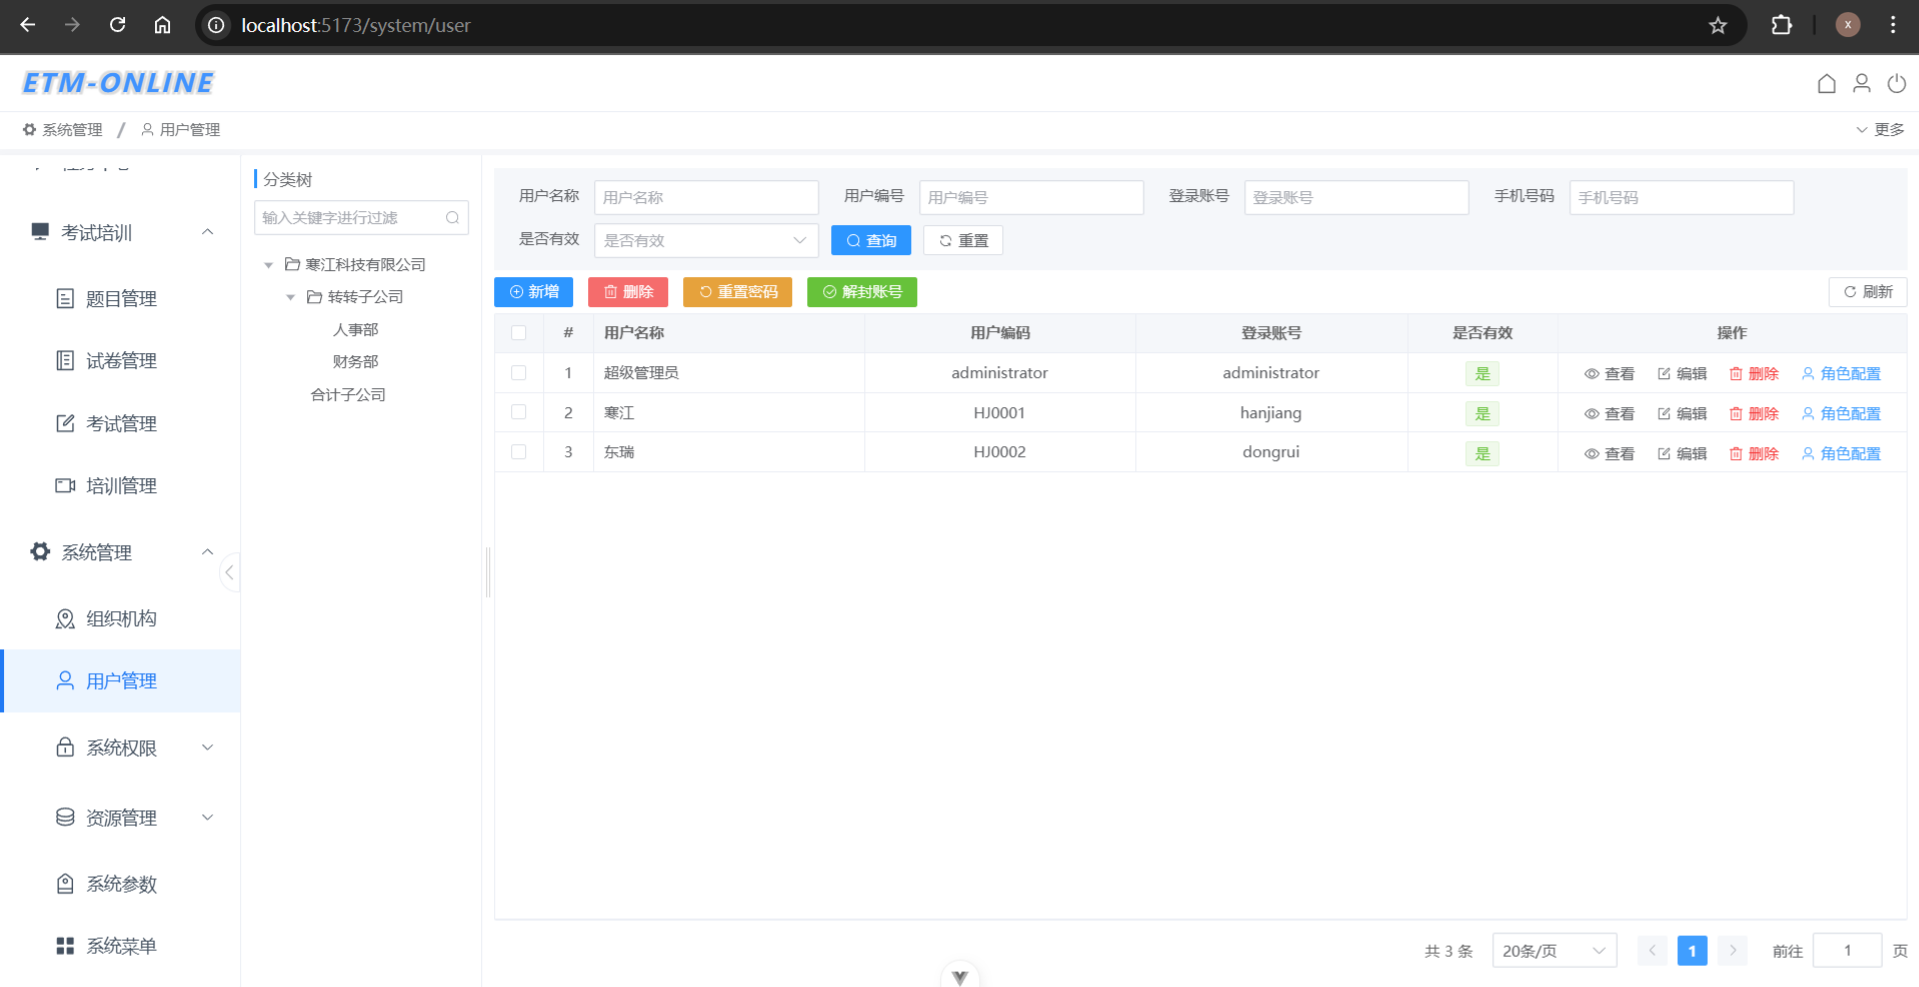 localhost:5173/system/user
x
ETM-ONLINE
系统管理 / 用户管理
更多
考试培训
题目管理
试卷管理
考试管理
培训管理
系统管理
组织机构
用户管理
系统权限
资源管理
系统参数
系统菜单
分类树
输入关键字进行过滤
寒江科技有限公司
转转子公司
人事部
财务部
合计子公司
用户名称 用户名称 用户编号 用户编号 登录账号 登录账号 手机号码 手机号码
是否有效 是否有效 查询 重置
新增 删除 重置密码 解封账号 刷新
# 用户名称 用户编码 登录账号 是否有效 操作
1 超级管理员 administrator administrator 是 查看 编辑 删除 角色配置
2 寒江 HJ0001 hanjiang 是 查看 编辑 删除 角色配置
3 东瑞 HJ0002 dongrui 是 查看 编辑 删除 角色配置
共 3 条 20条/页 1 前往 1 页